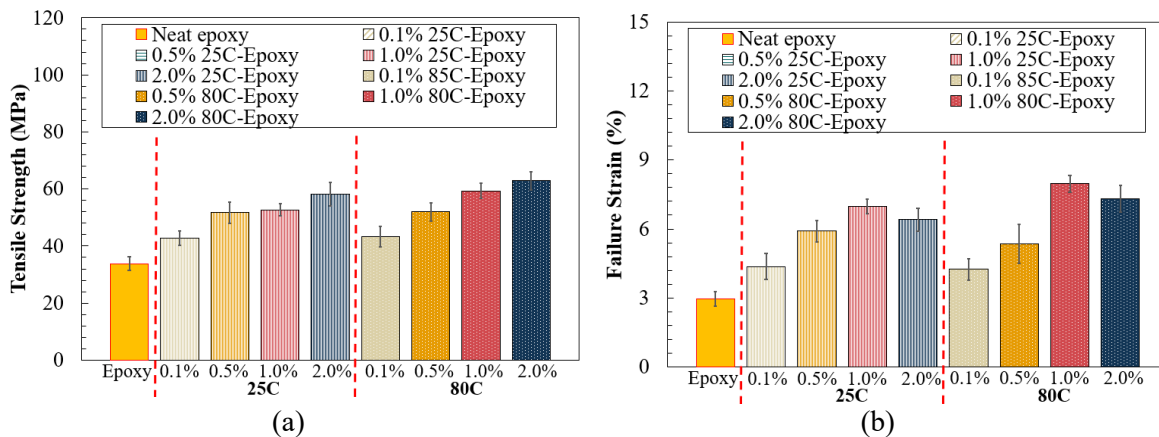 120
100
80
60
40
20
0
Tensile Strength (MPa)
Neat epoxy
0.1% 25C-Epoxy
0.5% 25C-Epoxy
1.0% 25C-Epoxy
2.0% 25C-Epoxy
0.1% 85C-Epoxy
0.5% 80C-Epoxy
1.0% 80C-Epoxy
2.0% 80C-Epoxy
Epoxy 0.1% 0.5% 1.0% 2.0% 0.1% 0.5% 1.0% 2.0%
25C 80C
(a)
15
12
9
6
3
0
Failure Strain (%)
Neat epoxy
0.1% 25C-Epoxy
0.5% 25C-Epoxy
1.0% 25C-Epoxy
2.0% 25C-Epoxy
0.1% 85C-Epoxy
0.5% 80C-Epoxy
1.0% 80C-Epoxy
2.0% 80C-Epoxy
Epoxy 0.1% 0.5% 1.0% 2.0% 0.1% 0.5% 1.0% 2.0%
25C 80C
(b)